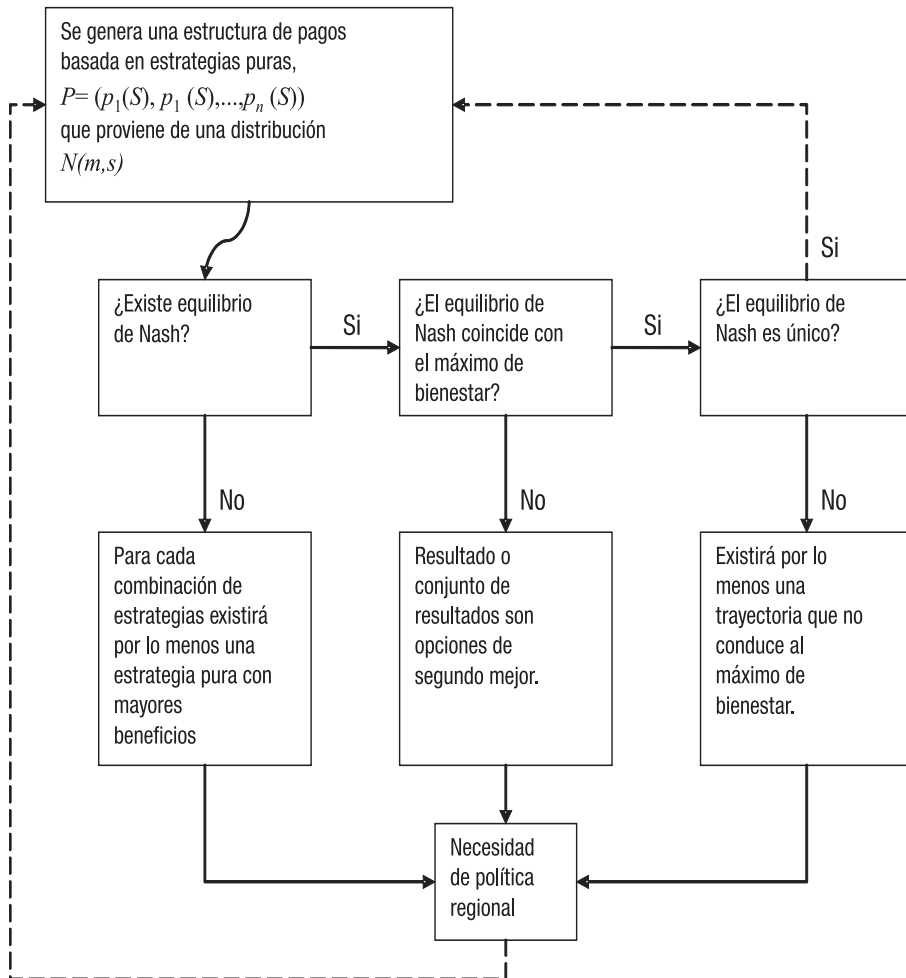 Se genera una estructura de pagos
basada en estrategias puras,
P= (p₁(S), p₁ (S),...,pₙ (S))
que proviene de una distribución
N(m,s)
Si
¿Existe equilibrio
de Nash?
Si
¿El equilibrio de
Nash coincide con
el máximo de
bienestar?
Si
¿El equilibrio de
Nash es único?
No
No
No
Para cada
combinación de
estrategias existirá
por lo menos una
estrategia pura con
mayores
beneficios
Resultado o
conjunto de
resultados son
opciones de
segundo mejor.
Existirá por lo
menos una
trayectoria que no
conduce al
máximo de
bienestar.
Necesidad
de política
regional